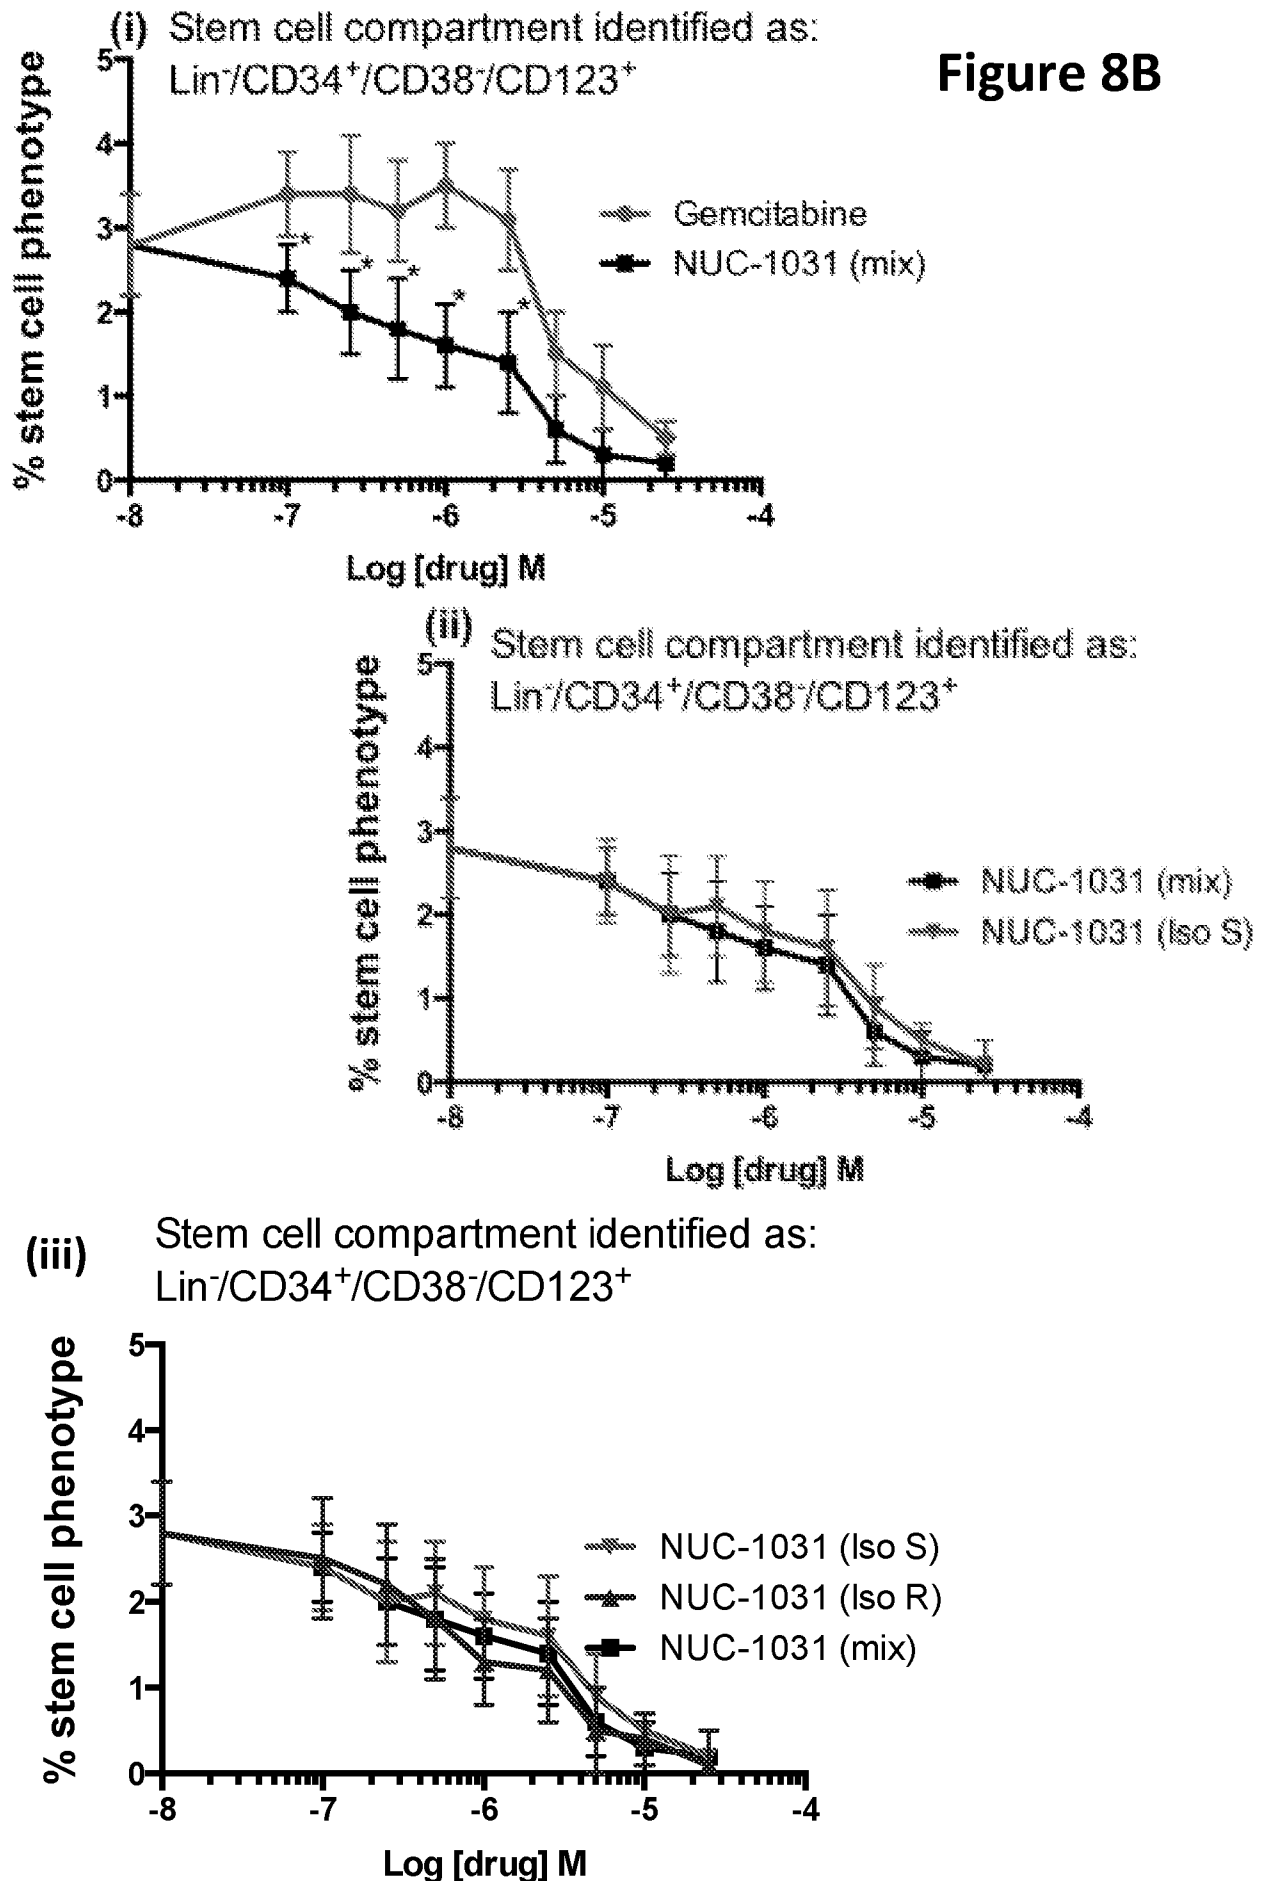 (i) Stem cell compartment identified as:
Lin⁻/CD34⁺/CD38⁻/CD123⁺
Figure 8B
% stem cell phenotype
5
4
3
2
1
0
* * * * *
Gemcitabine
NUC-1031 (mix)
-8 -7 -6 -5 -4
Log [drug] M
(ii) Stem cell compartment identified as:
Lin⁻/CD34⁺/CD38⁻/CD123⁺
% stem cell phenotype
5
4
3
2
1
0
NUC-1031 (mix)
NUC-1031 (Iso S)
-8 -7 -6 -5 -4
Log [drug] M
(iii) Stem cell compartment identified as:
Lin⁻/CD34⁺/CD38⁻/CD123⁺
% stem cell phenotype
5
4
3
2
1
0
NUC-1031 (Iso S)
NUC-1031 (Iso R)
NUC-1031 (mix)
-8 -7 -6 -5 -4
Log [drug] M